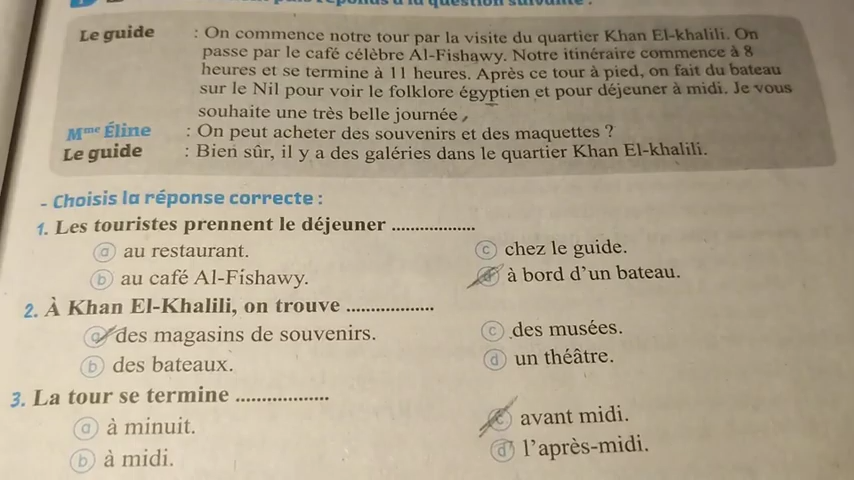 la question suivante :
Le guide : On commence notre tour par la visite du quartier Khan El-khalili. On
passe par le café célèbre Al-Fishawy. Notre itinéraire commence à 8
heures et se termine à 11 heures. Après ce tour à pied, on fait du bateau
sur le Nil pour voir le folklore égyptien et pour déjeuner à midi. Je vous
souhaite une très belle journée,
Mme Éline : On peut acheter des souvenirs et des maquettes ?
Le guide : Bien sûr, il y a des galéries dans le quartier Khan El-khalili.
- Choisis la réponse correcte :
1. Les touristes prennent le déjeuner ..................
a au restaurant. c chez le guide.
b au café Al-Fishawy. d à bord d'un bateau.
2. À Khan El-Khalili, on trouve ..................
a des magasins de souvenirs. c des musées.
b des bateaux. d un théâtre.
3. La tour se termine ..................
a à minuit. c avant midi.
b à midi. d l'après-midi.